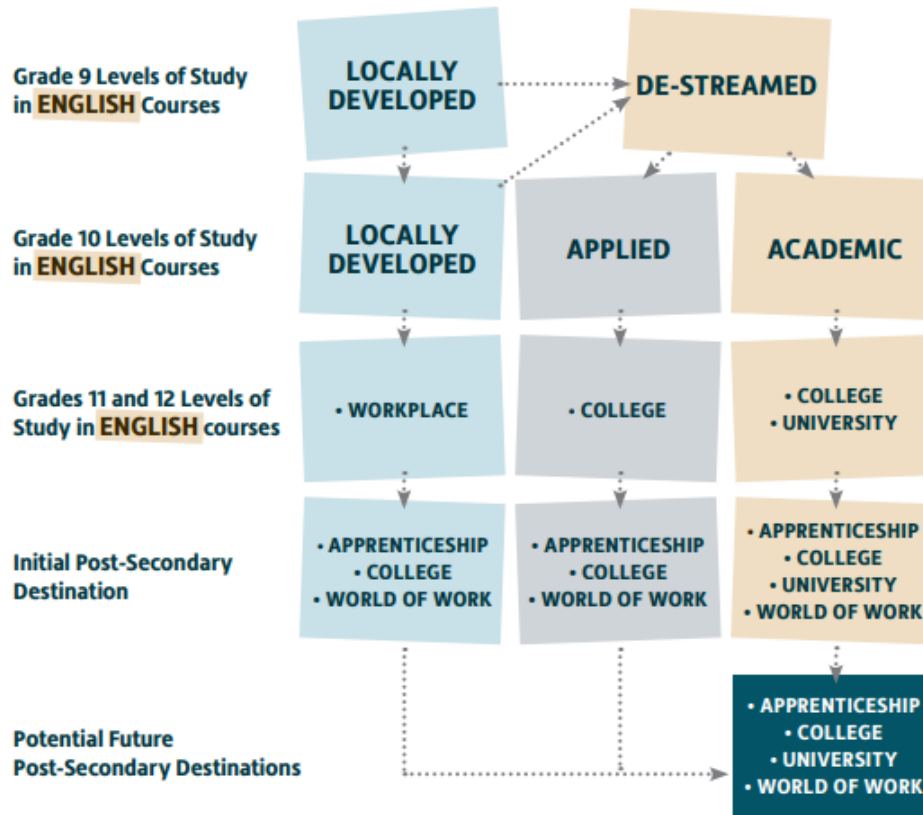 Grade 9 Levels of Study
in ENGLISH Courses
LOCALLY
DEVELOPED
DE-STREAMED
Grade 10 Levels of Study
in ENGLISH Courses
LOCALLY
DEVELOPED
APPLIED
ACADEMIC
Grades 11 and 12 Levels of
Study in ENGLISH courses
• WORKPLACE
• COLLEGE
• COLLEGE
• UNIVERSITY
Initial Post-Secondary
Destination
• APPRENTICESHIP
• COLLEGE
• WORLD OF WORK
• APPRENTICESHIP
• COLLEGE
• WORLD OF WORK
• APPRENTICESHIP
• COLLEGE
• UNIVERSITY
• WORLD OF WORK
Potential Future
Post-Secondary Destinations
• APPRENTICESHIP
• COLLEGE
• UNIVERSITY
• WORLD OF WORK